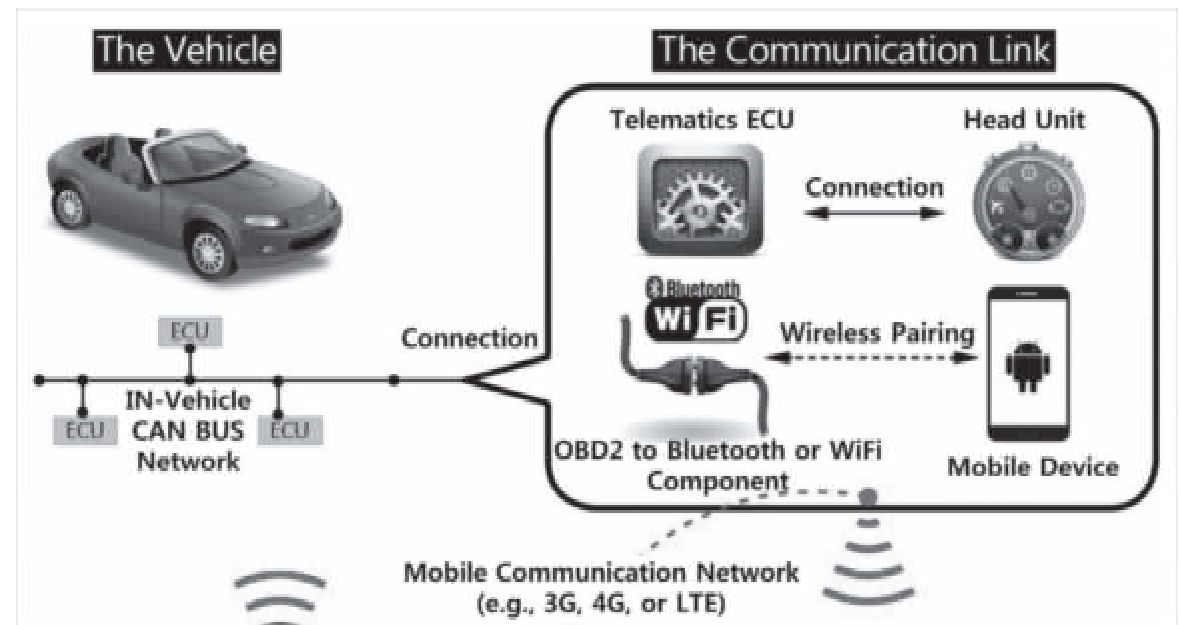 The Vehicle
The Communication Link
Telematics ECU
Head Unit
Connection
Bluetooth
WiFi
Wireless Pairing
ECU
Connection
IN-Vehicle
CAN BUS
Network
ECU
ECU
OBD2 to Bluetooth or WiFi
Component
Mobile Device
Mobile Communication Network
(e.g., 3G, 4G, or LTE)